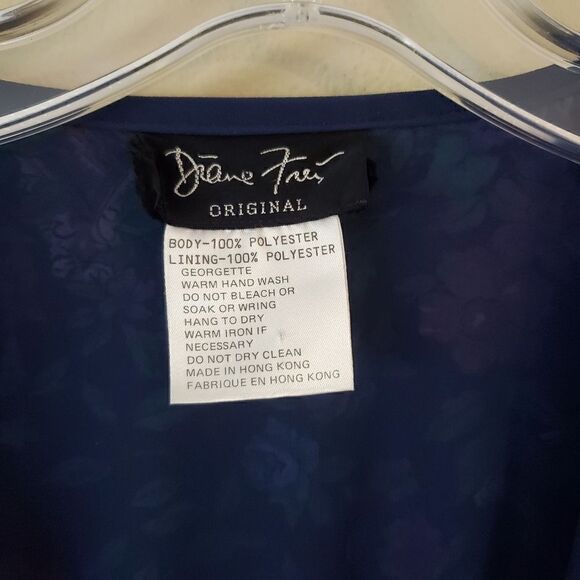 Diane Freis
ORIGINAL
BODY-100% POLYESTER
LINING-100% POLYESTER
GEORGETTE
WARM HAND WASH
DO NOT BLEACH OR
SOAK OR WRING
HANG TO DRY
WARM IRON IF
NECESSARY
DO NOT DRY CLEAN
MADE IN HONG KONG
FABRIQUE EN HONG KONG